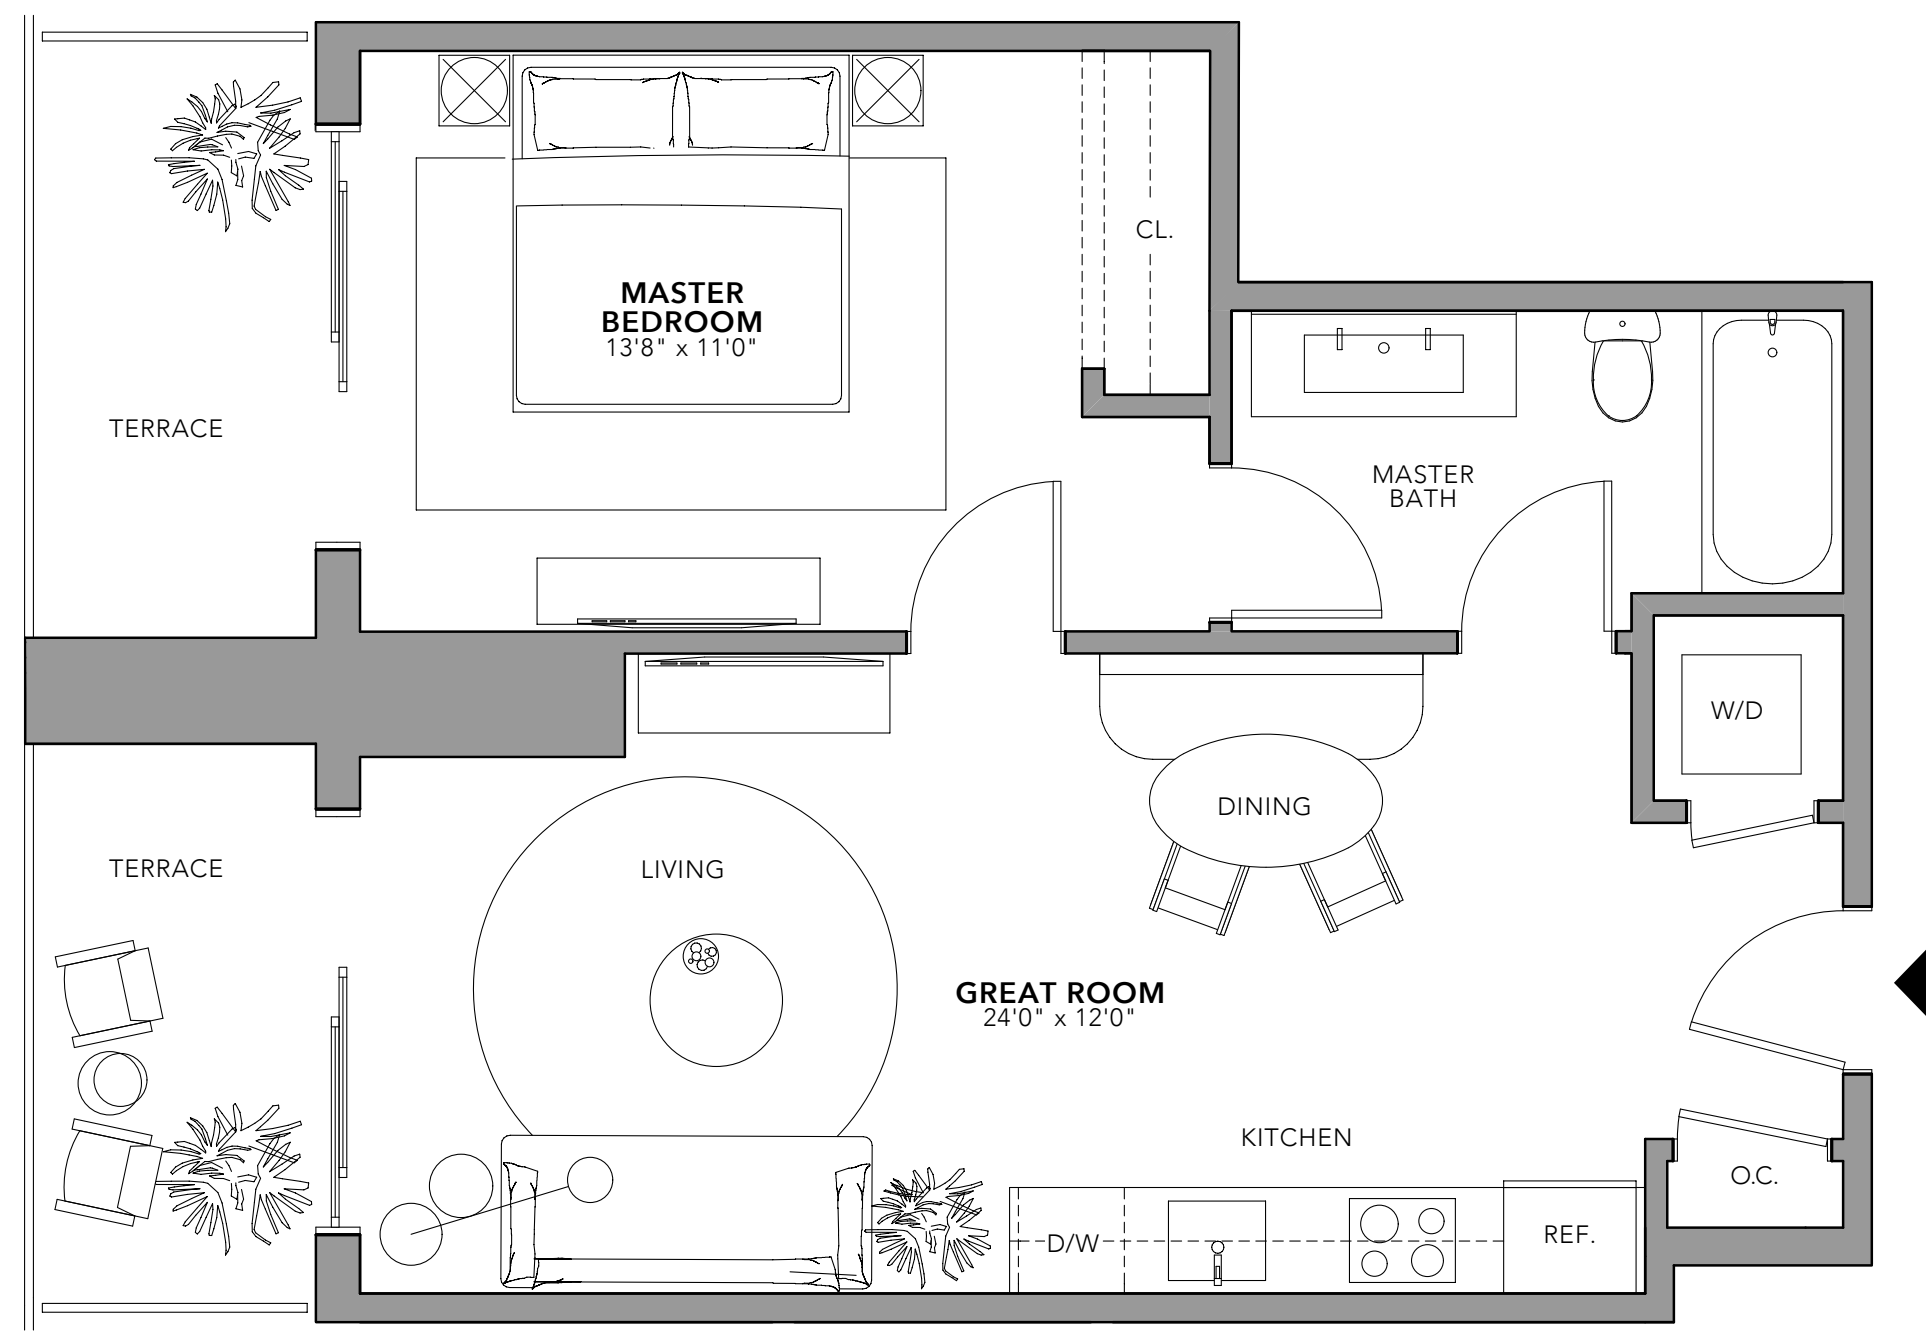 CL.
MASTER
BEDROOM
13'8" x 11'0"
TERRACE
MASTER
BATH
W/D
DINING
TERRACE
LIVING
GREAT ROOM
24'0" x 12'0"
KITCHEN
O.C.
D/W
REF.